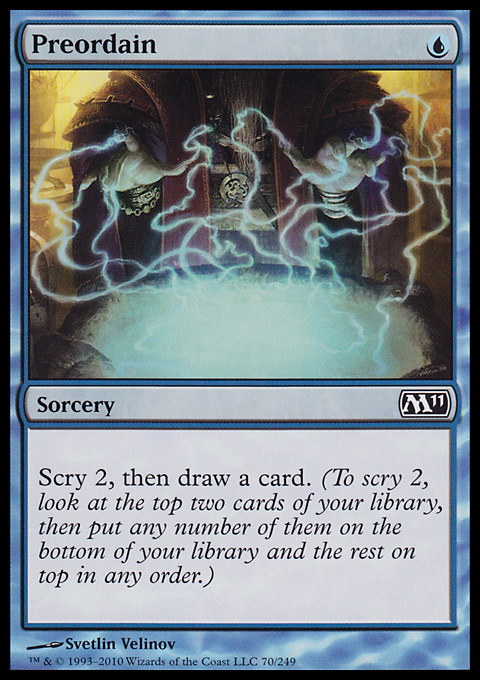 Preordain
Sorcery
M11
Scry 2, then draw a card. (To scry 2,
look at the top two cards of your library,
then put any number of them on the
bottom of your library and the rest on
top in any order.)
Svetlin Velinov
™ & © 1993–2010 Wizards of the Coast LLC 70/249